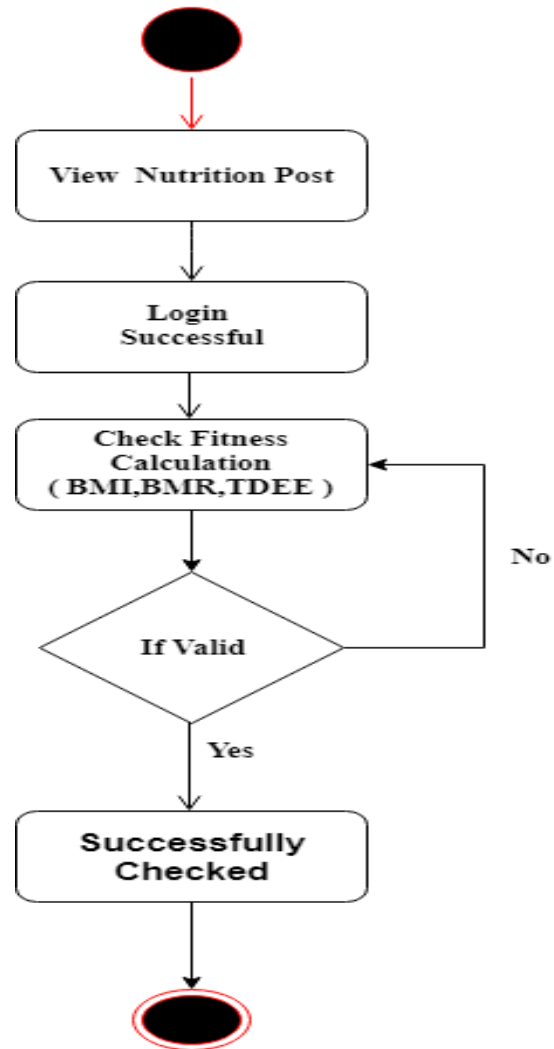 View Nutrition Post
Login
Successful
Check Fitness
Calculation
( BMI,BMR,TDEE )
No
If Valid
Yes
Successfully
Checked